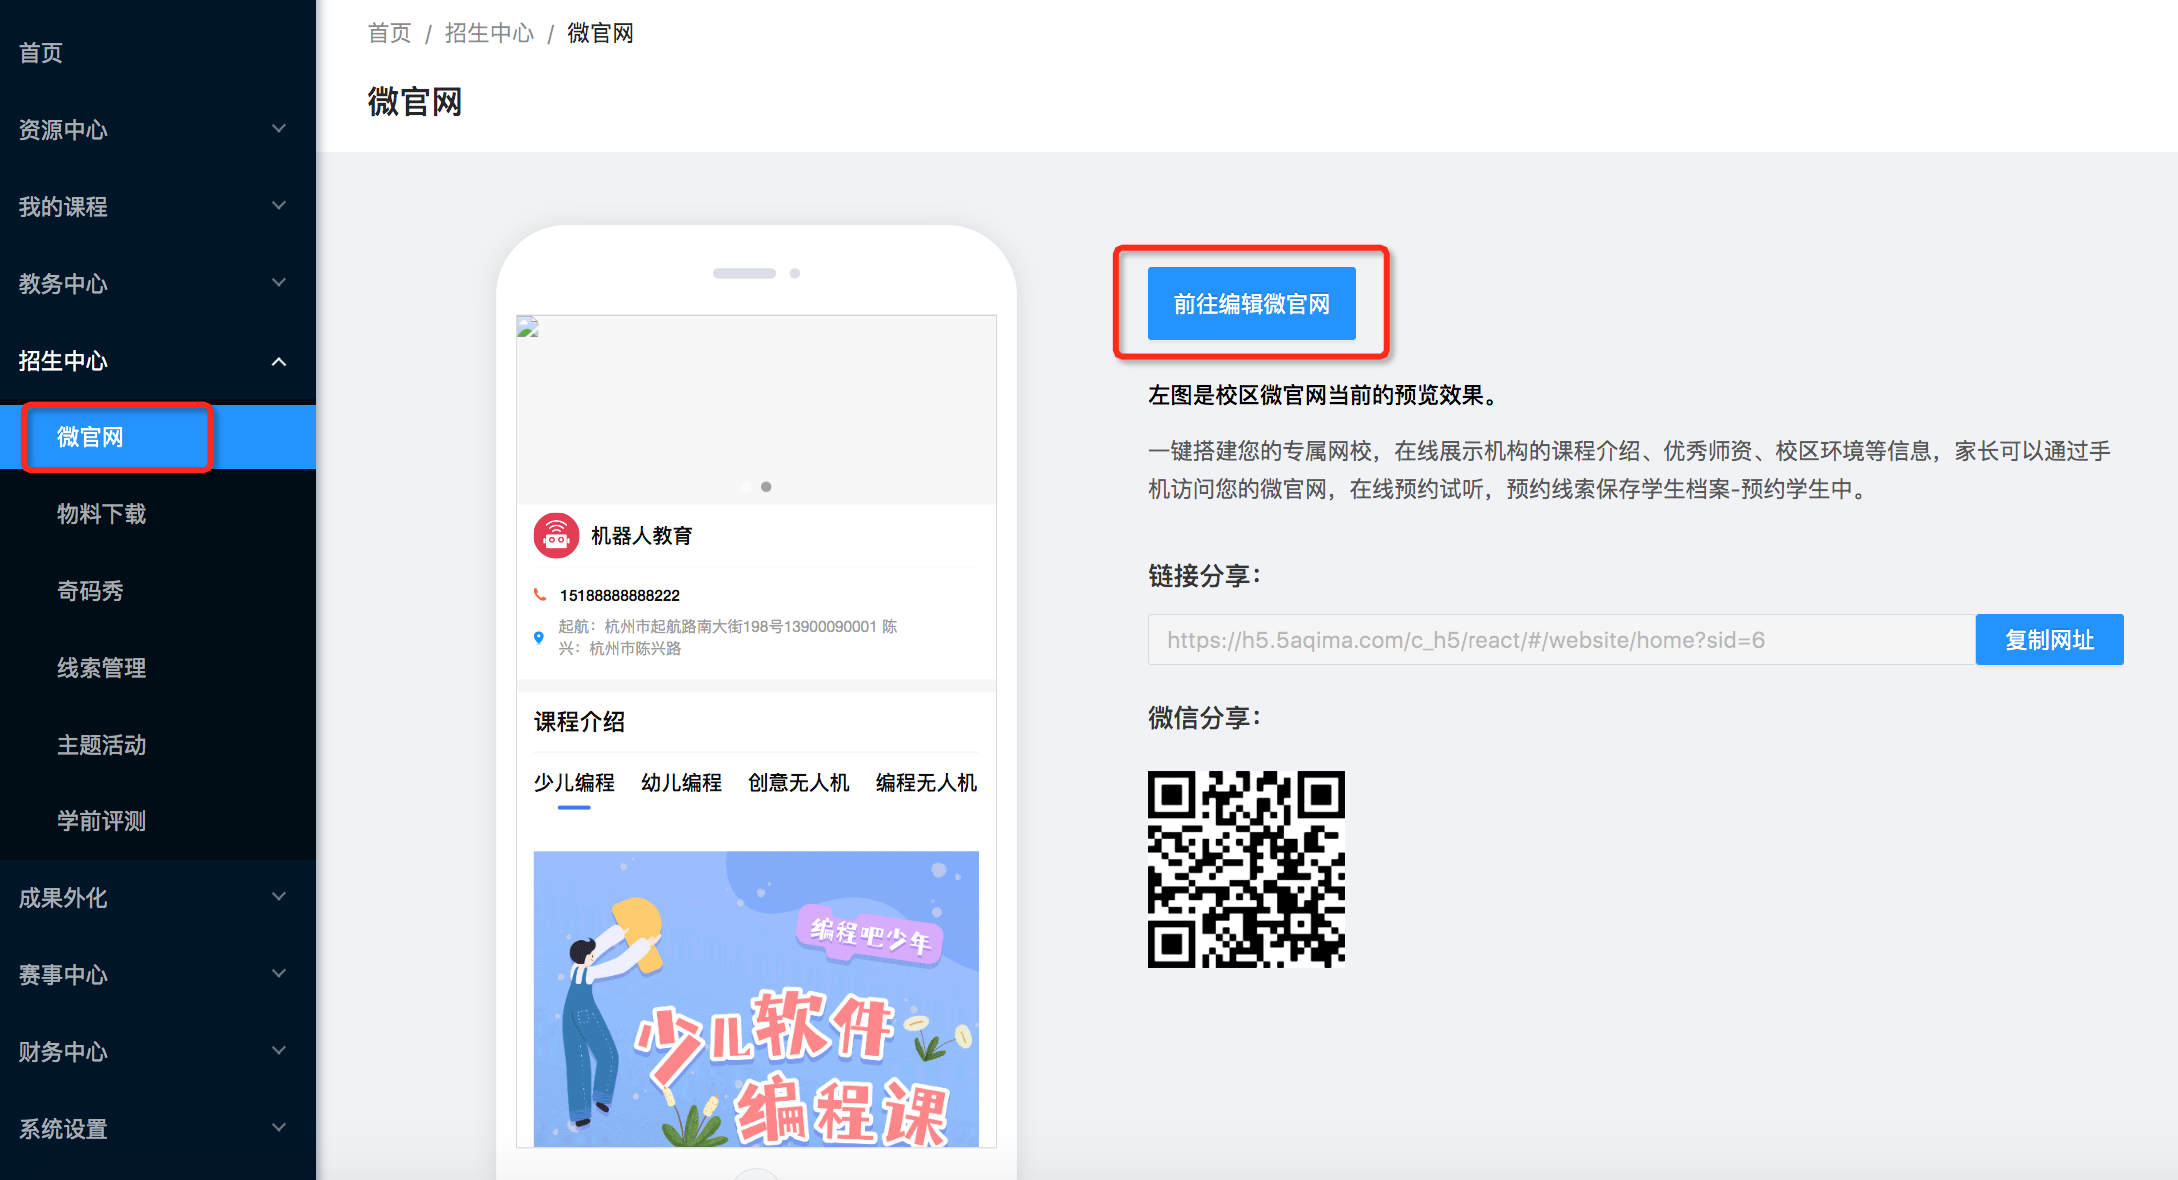 首页
资源中心
我的课程
教务中心
招生中心
微官网
物料下载
奇码秀
线索管理
主题活动
学前评测
成果外化
赛事中心
财务中心
系统设置
首页 / 招生中心 / 微官网
微官网
机器人教育
15188888888222
起航：杭州市起航路南大街198号13900090001 陈
兴：杭州市陈兴路
课程介绍
少儿编程 幼儿编程 创意无人机 编程无人机
编程吧少年
少儿软件
编程课
前往编辑微官网
左图是校区微官网当前的预览效果。
一键搭建您的专属网校，在线展示机构的课程介绍、优秀师资、校区环境等信息，家长可以通过手
机访问您的微官网，在线预约试听，预约线索保存学生档案-预约学生中。
链接分享：
https://h5.5aqima.com/c_h5/react/#/website/home?sid=6 复制网址
微信分享：